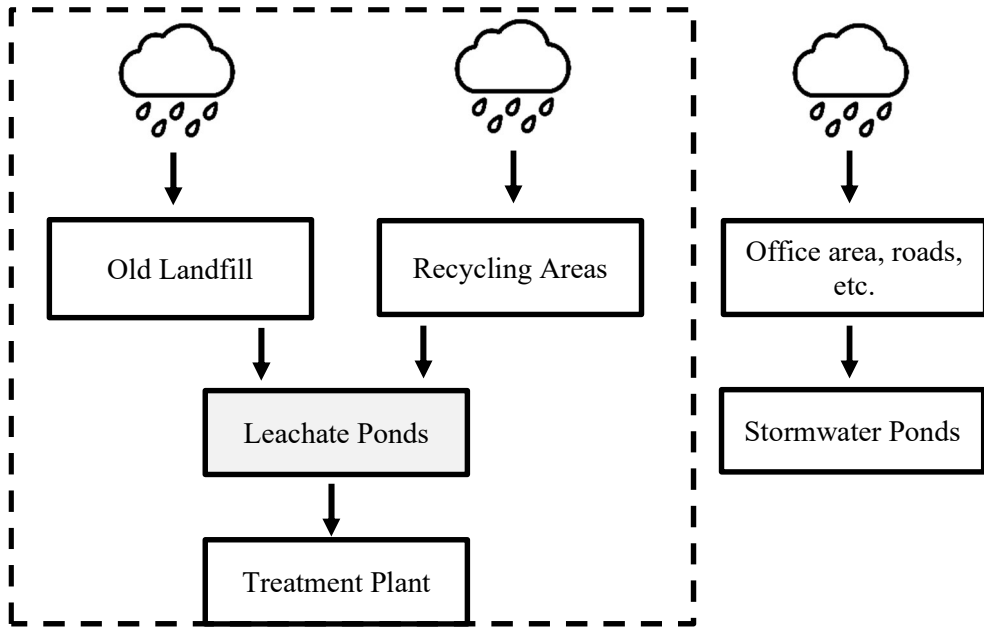 Old Landfill
Recycling Areas
Office area, roads,
etc.
Leachate Ponds
Stormwater Ponds
Treatment Plant